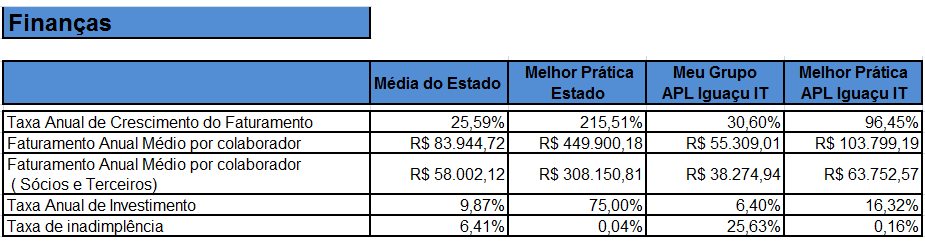 Finanças
Média do Estado Melhor Prática Estado Meu Grupo APL Iguaçu IT Melhor Prática APL Iguaçu IT
Taxa Anual de Crescimento do Faturamento 25,59% 215,51% 30,60% 96,45%
Faturamento Anual Médio por colaborador R$ 83.944,72 R$ 449.900,18 R$ 55.309,01 R$ 103.799,19
Faturamento Anual Médio por colaborador ( Sócios e Terceiros) R$ 58.002,12 R$ 308.150,81 R$ 38.274,94 R$ 63.752,57
Taxa Anual de Investimento 9,87% 75,00% 6,40% 16,32%
Taxa de inadimplência 6,41% 0,04% 25,63% 0,16%